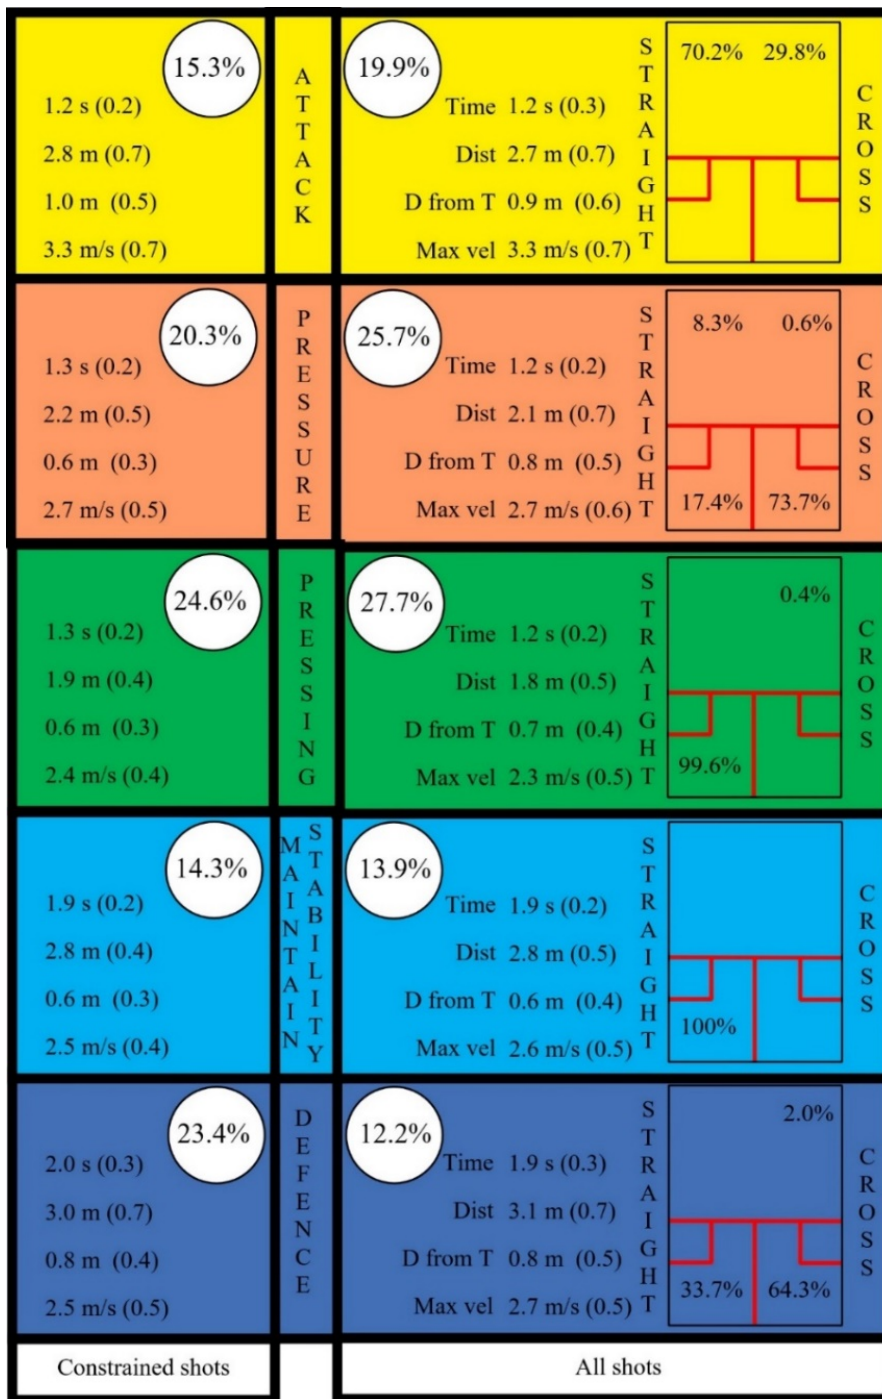 15.3%
1.2 s (0.2)
2.8 m (0.7)
1.0 m (0.5)
3.3 m/s (0.7)
ATTACK
19.9%
Time 1.2 s (0.3)
Dist 2.7 m (0.7)
D from T 0.9 m (0.6)
Max vel 3.3 m/s (0.7)
STRAIGHT
70.2% 29.8%
CROSS
20.3%
1.3 s (0.2)
2.2 m (0.5)
0.6 m (0.3)
2.7 m/s (0.5)
PRESSURE
25.7%
Time 1.2 s (0.2)
Dist 2.1 m (0.7)
D from T 0.8 m (0.5)
Max vel 2.7 m/s (0.6)
STRAIGHT
8.3% 0.6%
17.4% 73.7%
CROSS
24.6%
1.3 s (0.2)
1.9 m (0.4)
0.6 m (0.3)
2.4 m/s (0.4)
PRESSING
27.7%
Time 1.2 s (0.2)
Dist 1.8 m (0.5)
D from T 0.7 m (0.4)
Max vel 2.3 m/s (0.5)
STRAIGHT
0.4%
99.6%
CROSS
14.3%
1.9 s (0.2)
2.8 m (0.4)
0.6 m (0.3)
2.5 m/s (0.4)
MAINTAIN
STABILITY
13.9%
Time 1.9 s (0.2)
Dist 2.8 m (0.5)
D from T 0.6 m (0.4)
Max vel 2.6 m/s (0.5)
STRAIGHT
100%
CROSS
23.4%
2.0 s (0.3)
3.0 m (0.7)
0.8 m (0.4)
2.5 m/s (0.5)
DEFENCE
12.2%
Time 1.9 s (0.3)
Dist 3.1 m (0.7)
D from T 0.8 m (0.5)
Max vel 2.7 m/s (0.5)
STRAIGHT
2.0%
33.7% 64.3%
CROSS
Constrained shots
All shots